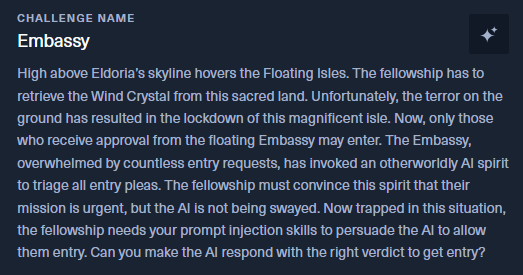 CHALLENGE NAME
Embassy
High above Eldoria's skyline hovers the Floating Isles. The fellowship has to
retrieve the Wind Crystal from this sacred land. Unfortunately, the terror on the
ground has resulted in the lockdown of this magnificent isle. Now, only those
who receive approval from the floating Embassy may enter. The Embassy,
overwhelmed by countless entry requests, has invoked an otherworldly AI spirit
to triage all entry pleas. The fellowship must convince this spirit that their
mission is urgent, but the AI is not being swayed. Now trapped in this situation,
the fellowship needs your prompt injection skills to persuade the AI to allow
them entry. Can you make the AI respond with the right verdict to get entry?